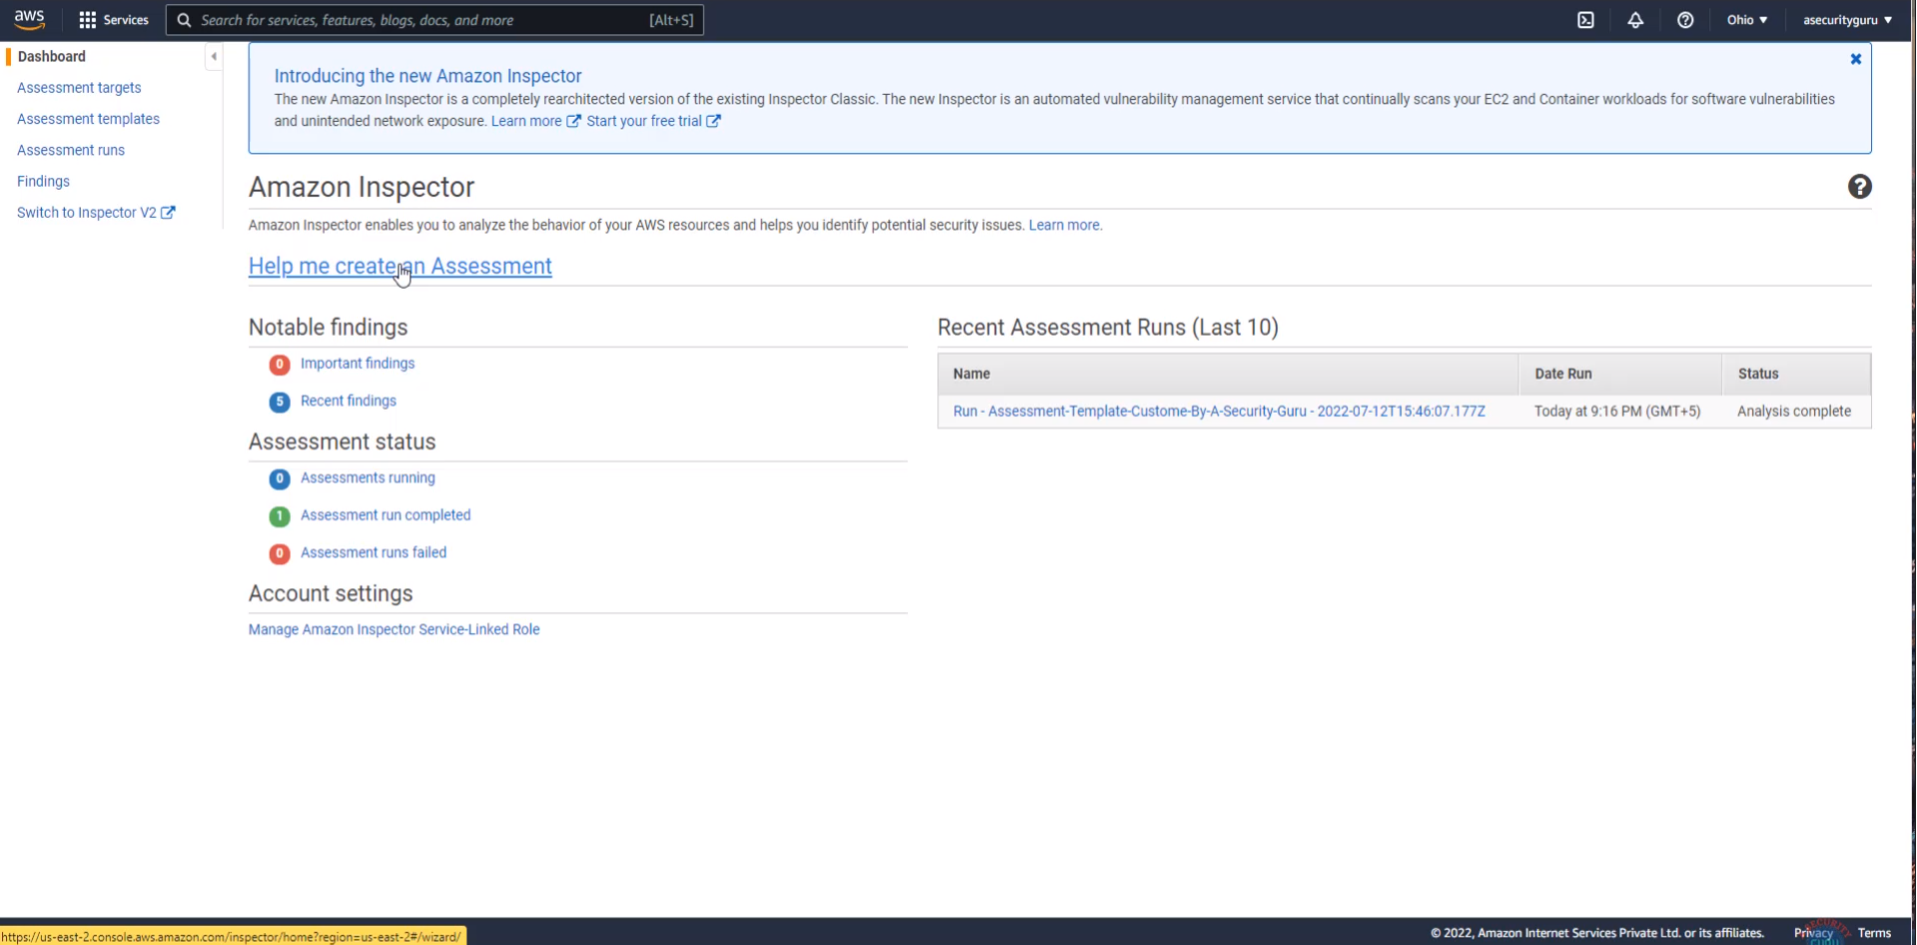 aws Services Search for services, features, blogs, docs, and more [Alt+S] Ohio ▼ asecurityguru ▼
Dashboard
Assessment targets
Assessment templates
Assessment runs
Findings
Switch to Inspector V2
Introducing the new Amazon Inspector
The new Amazon Inspector is a completely rearchitected version of the existing Inspector Classic. The new Inspector is an automated vulnerability management service that continually scans your EC2 and Container workloads for software vulnerabilities
and unintended network exposure. Learn more Start your free trial
Amazon Inspector
Amazon Inspector enables you to analyze the behavior of your AWS resources and helps you identify potential security issues. Learn more.
Help me create an Assessment
Notable findings
0 Important findings
5 Recent findings
Assessment status
0 Assessments running
1 Assessment run completed
0 Assessment runs failed
Account settings
Manage Amazon Inspector Service-Linked Role
Recent Assessment Runs (Last 10)
Name Date Run Status
Run - Assessment-Template-Custome-By-A-Security-Guru - 2022-07-12T15:46:07.177Z Today at 9:16 PM (GMT+5) Analysis complete
https://us-east-2.console.aws.amazon.com/inspector/home?region=us-east-2#/wizard/
© 2022, Amazon Internet Services Private Ltd. or its affiliates. Privacy Terms
SECURITY
GURU